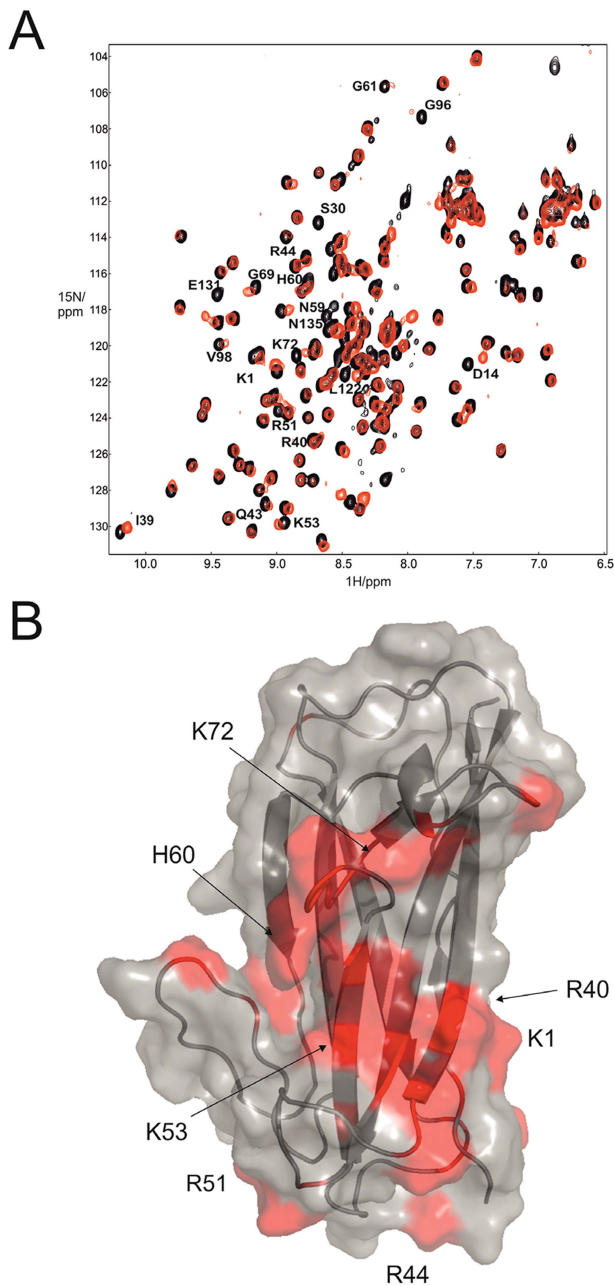 A
104
106
108
110
112
114
116
15N/
ppm
118
120
122
124
126
128
130
G61
G96
S30
R44
E131
G69
H60
N59
N135
V98
K72
K1
D14
R51
R40
Q43
K53
I39
10.0
9.5
9.0
8.5
8.0
7.5
7.0
6.5
1H/ppm
B
K72
H60
R40
K1
K53
R51
R44